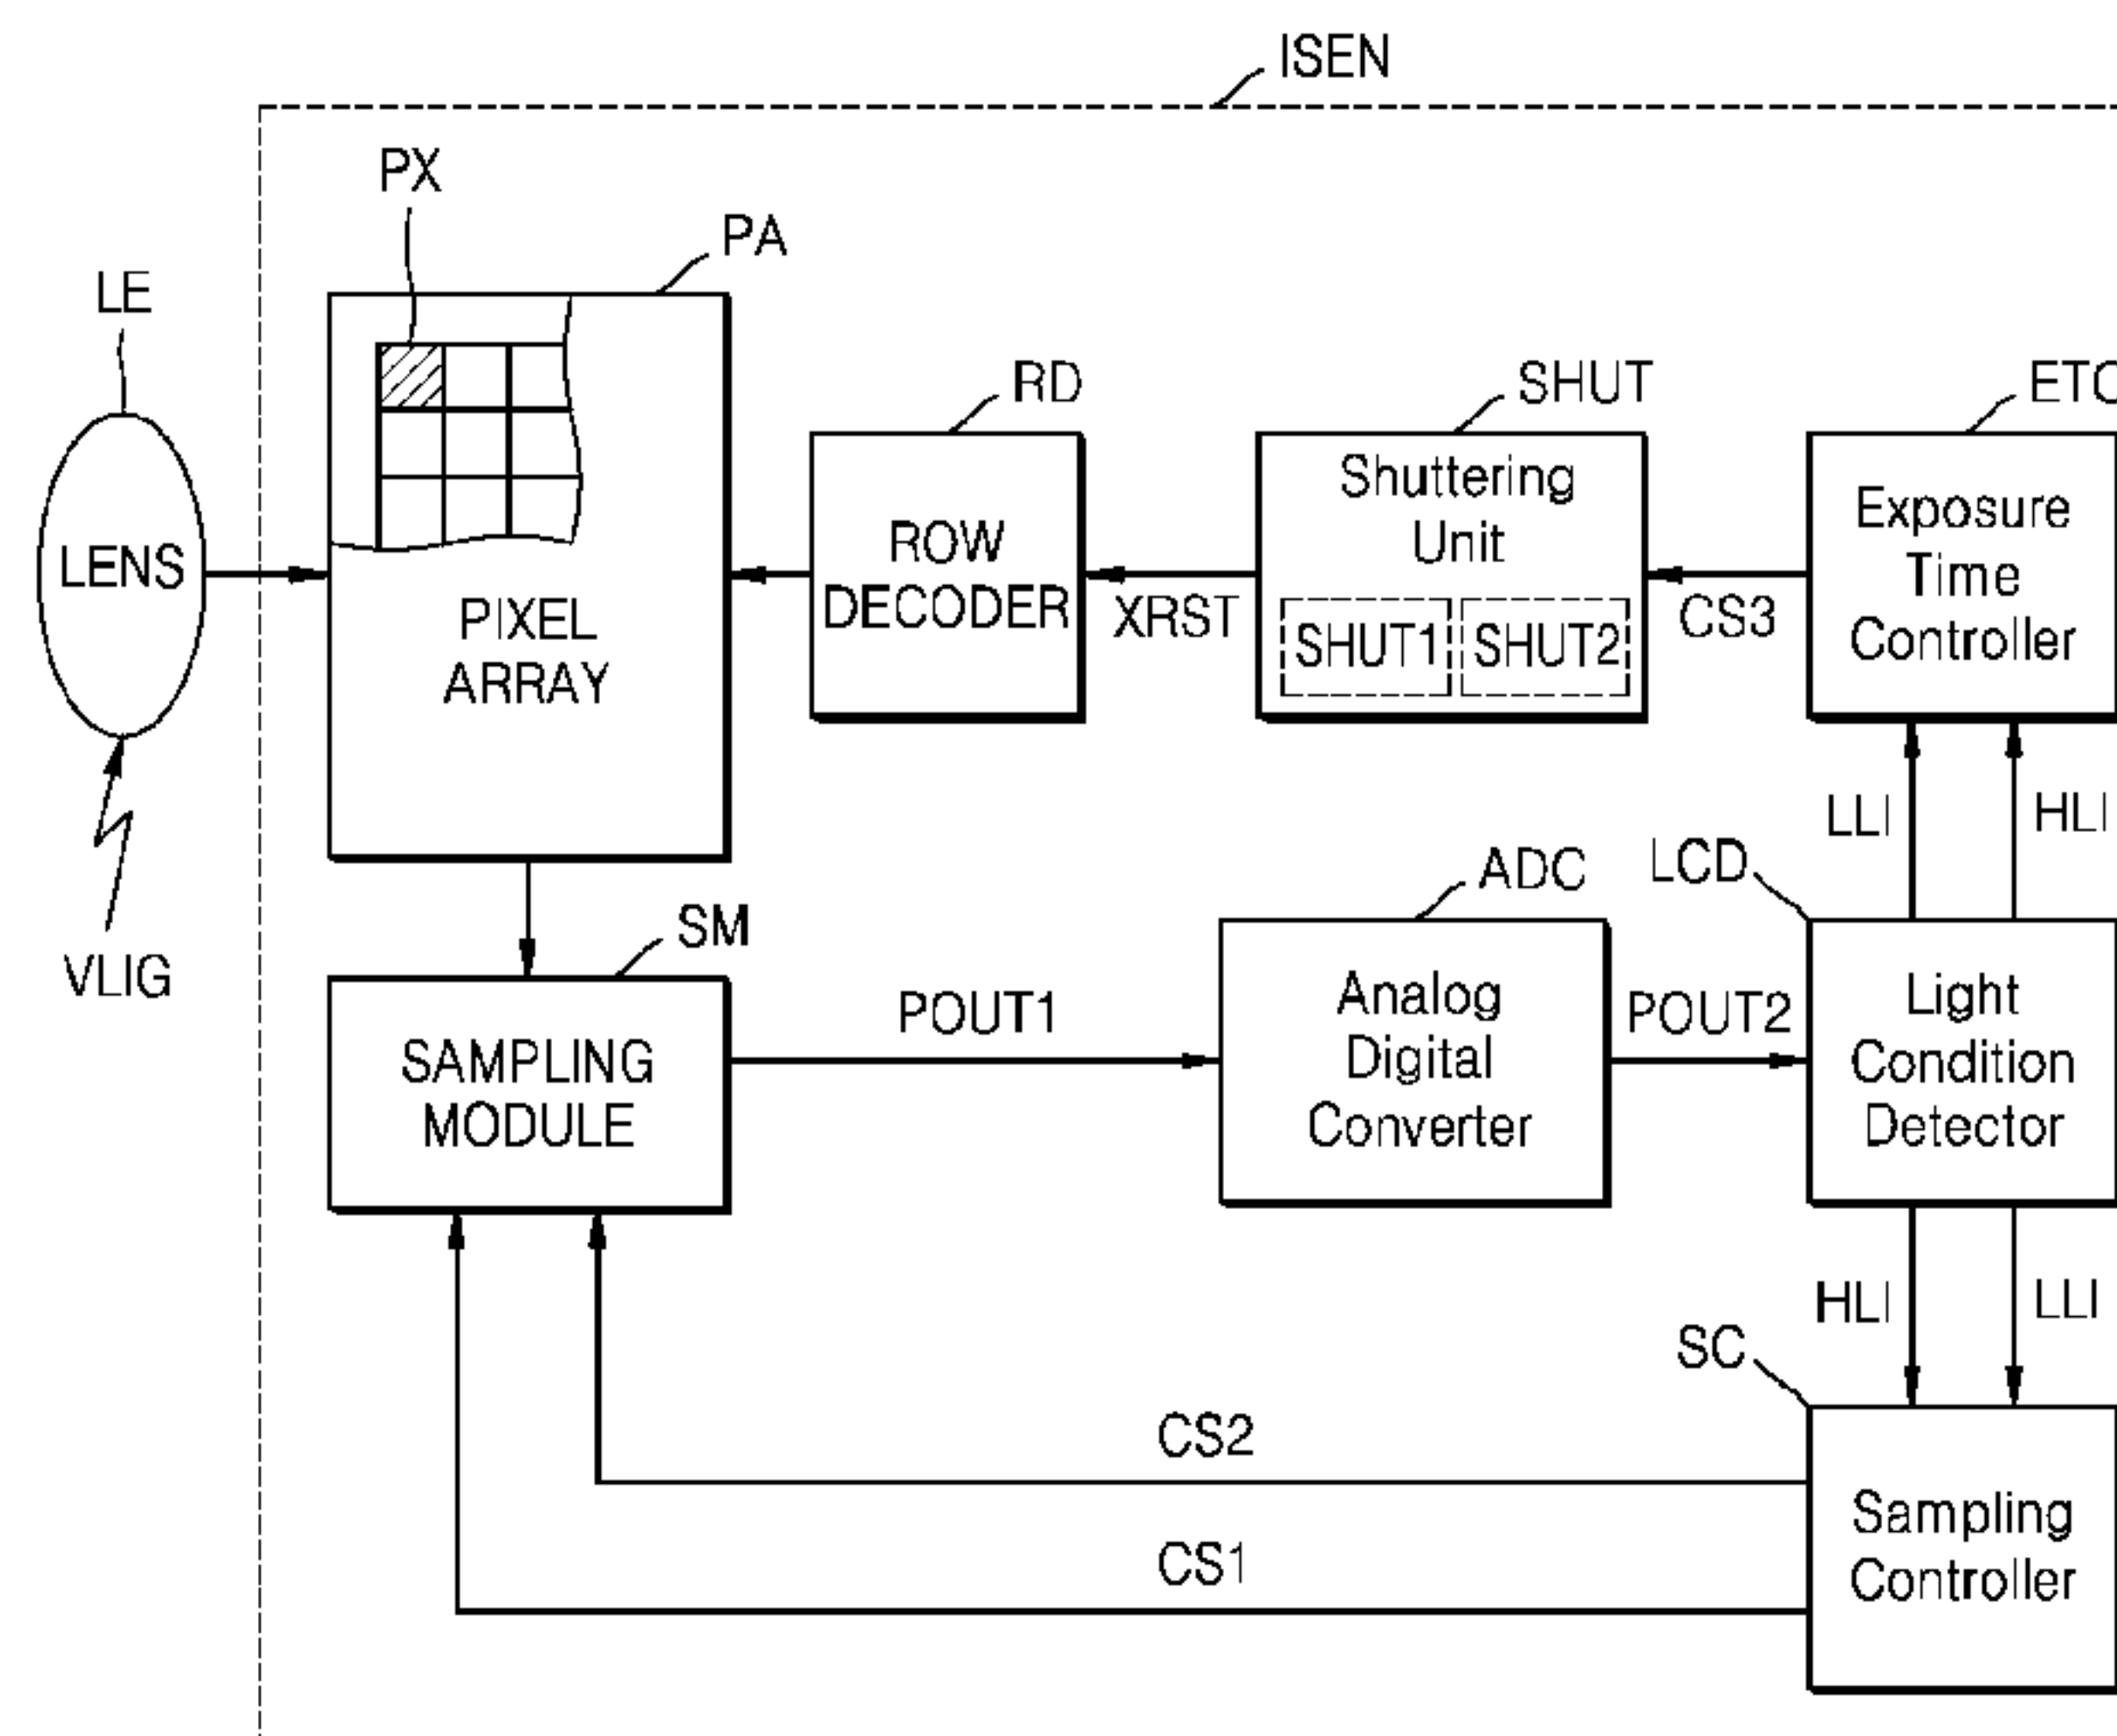 ISEN
PX
PA
LE
RD
SHUT
LENS
PIXEL
ARRAY
ROW
DECODER
XRST
Shuttering
Unit
SHUT1
SHUT2
CS3
Exposure
Time
Controller
LLI
HLI
VLIG
SM
SAMPLING
MODULE
POUT1
ADC
Analog
Digital
Converter
POUT2
LCD
Light
Condition
Detector
HLI
LLI
SC
Sampling
Controller
CS2
CS1